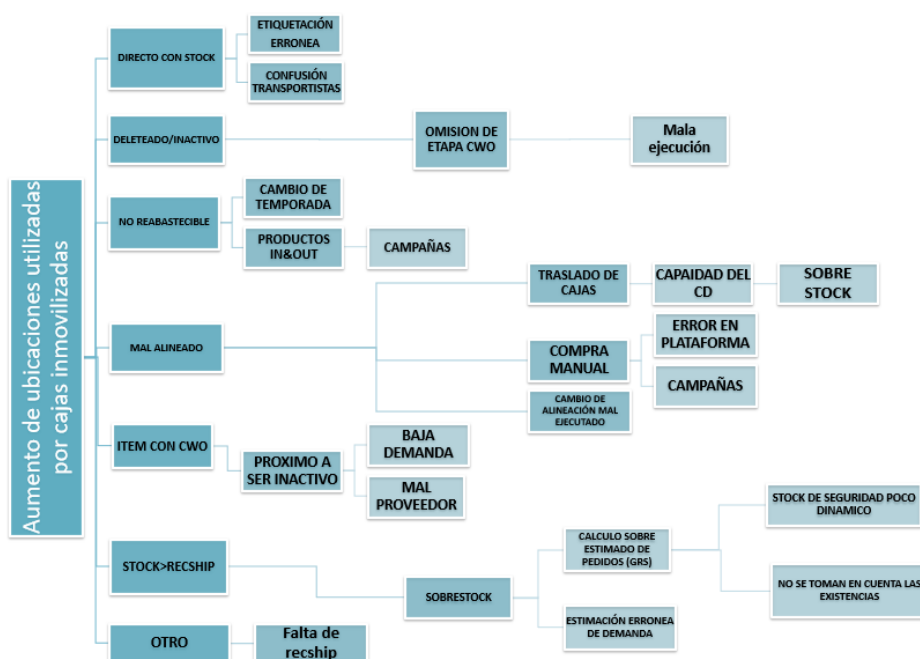 Aumento de ubicaciones utilizadas
por cajas inmovilizadas
DIRECTO CON STOCK
ETIQUETACIÓN
ERRONEA
CONFUSIÓN
TRANSPORTISTAS
DELETEADO/INACTIVO
OMISION DE
ETAPA CWO
Mala
ejecución
NO REABASTECIBLE
CAMBIO DE
TEMPORADA
PRODUCTOS
IN&OUT
CAMPAÑAS
MAL ALINEADO
TRASLADO DE
CAJAS
CAPAIDAD DEL
CD
SOBRE
STOCK
COMPRA
MANUAL
ERROR EN
PLATAFORMA
CAMPAÑAS
CAMBIO DE
ALINEACIÓN MAL
EJECUTADO
ITEM CON CWO
PROXIMO A
SER INACTIVO
BAJA
DEMANDA
MAL
PROVEEDOR
STOCK>RECSHIP
SOBRESTOCK
CALCULO SOBRE
ESTIMADO DE
PEDIDOS (GRS)
STOCK DE SEGURIDAD POCO
DINAMICO
NO SE TOMAN EN CUENTA LAS
EXISTENCIAS
ESTIMACIÓN ERRONEA
DE DEMANDA
OTRO
Falta de
recship